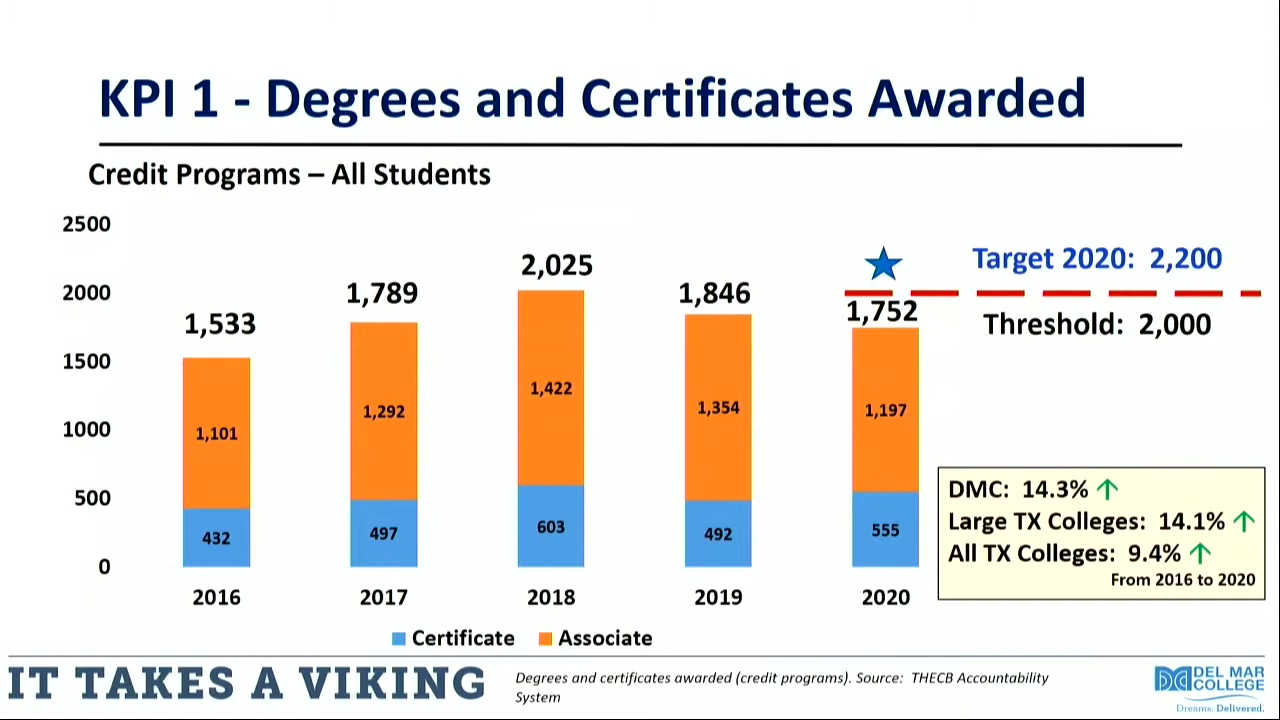 KPI 1 - Degrees and Certificates Awarded
Credit Programs – All Students
2500
2000
1500
1000
500
0
1,533
1,789
2,025
1,846
1,752
1,101
1,292
1,422
1,354
1,197
432
497
603
492
555
2016
2017
2018
2019
2020
Certificate
Associate
Target 2020: 2,200
Threshold: 2,000
DMC: 14.3% ↑
Large TX Colleges: 14.1% ↑
All TX Colleges: 9.4% ↑
From 2016 to 2020
IT TAKES A VIKING
Degrees and certificates awarded (credit programs). Source: THECB Accountability
System
DEL MAR
COLLEGE
Dreams. Delivered.